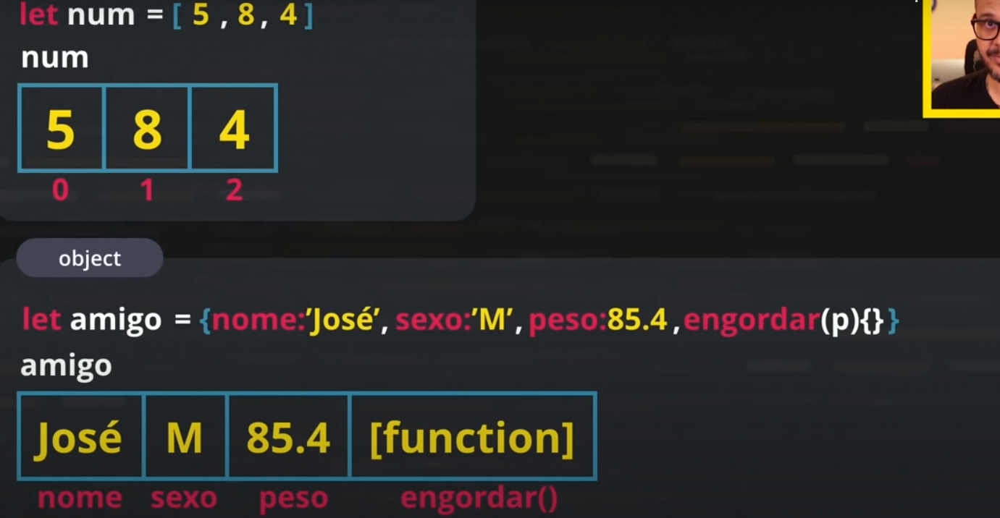 let num = [ 5 , 8 , 4 ]
num
5 8 4
0 1 2
object
let amigo = {nome:’José’, sexo:’M’, peso:85.4 ,engordar(p){}}
amigo
José M 85.4 [function]
nome sexo peso engordar()